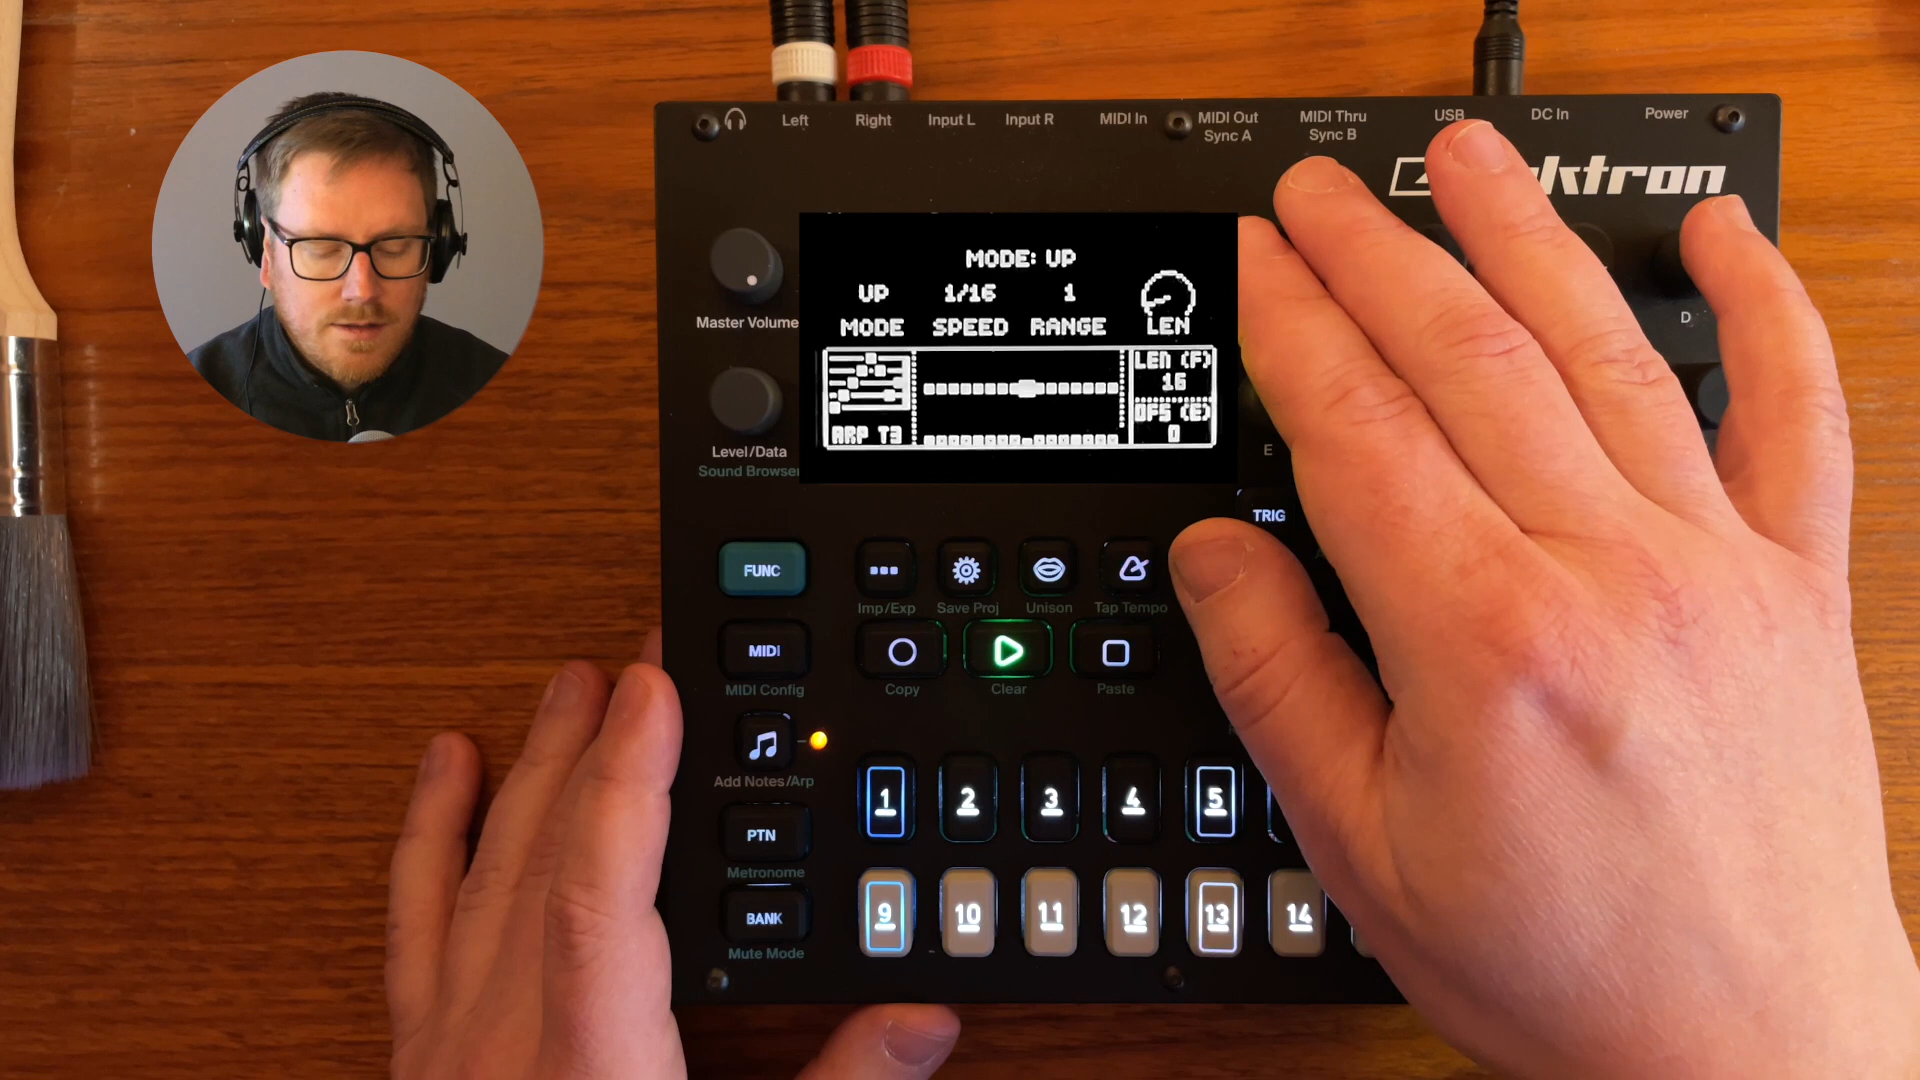 Left
Right
Input L
Input R
MIDI In
MIDI Out
Sync A
MIDI Thru
Sync B
USB
DC In
Power
Master Volume
MODE: UP
UP 1/16 1
MODE SPEED RANGE LEN
LEN (F)
16
OFS (E)
0
ARP T3
D
Level/Data
Sound Browser
E
TRIG
FUNC
Imp/Exp
Save Proj
Unison
Tap Tempo
MIDI
MIDI Config
Copy
Clear
Paste
Add Notes/Arp
1
2
3
4
5
PTN
Metronome
9
10
11
12
13
14
BANK
Mute Mode